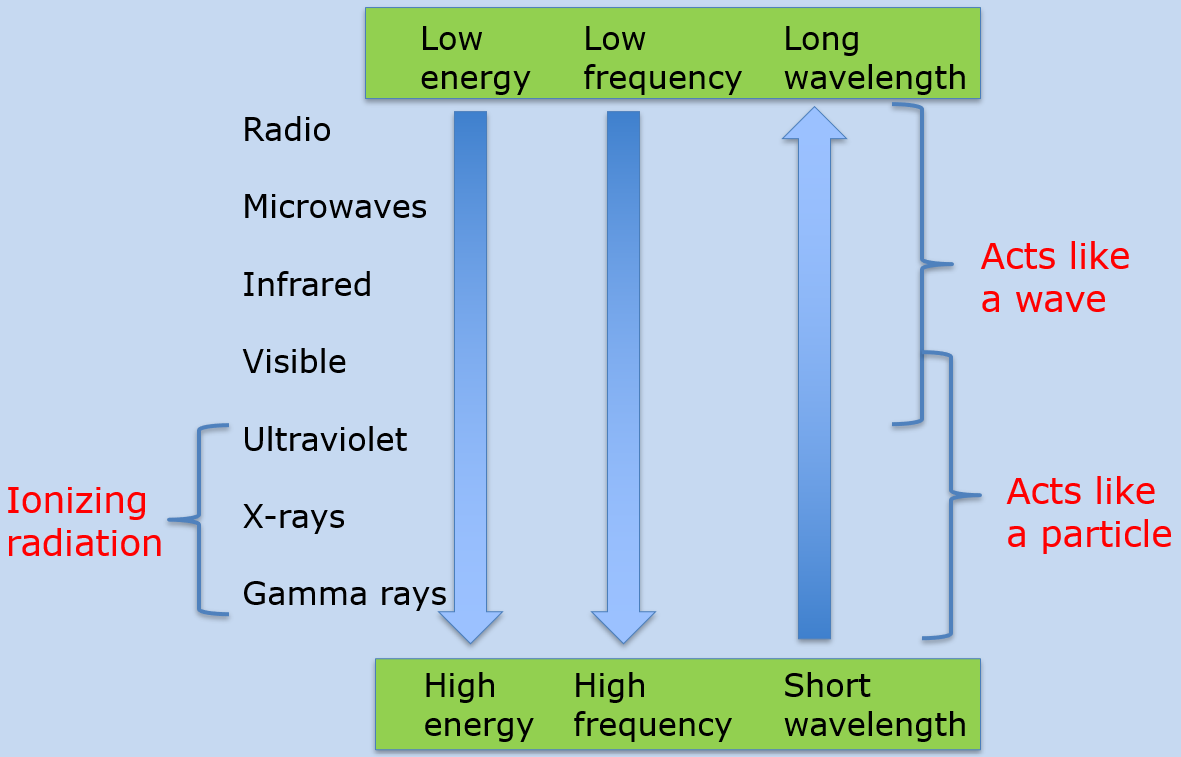 Low energy
Low frequency
Long wavelength
Radio
Microwaves
Infrared
Visible
Ultraviolet
X-rays
Gamma rays
Ionizing
radiation
Acts like
a wave
Acts like
a particle
High energy
High frequency
Short wavelength